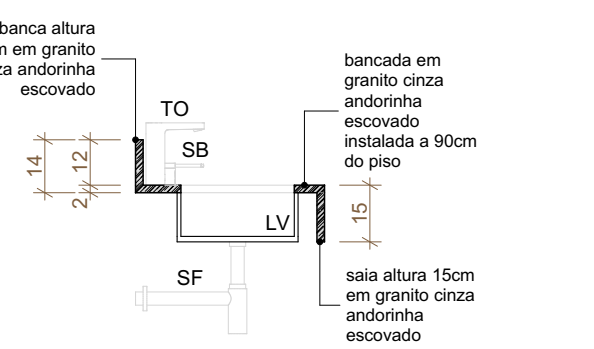 banca altura
em granito
andorinha
escovado
TO
SB
LV
SF
14
12
2
15
bancada em
granito cinza
andorinha
escovado
instalada a 90cm
do piso
saia altura 15cm
em granito cinza
andorinha
escovado